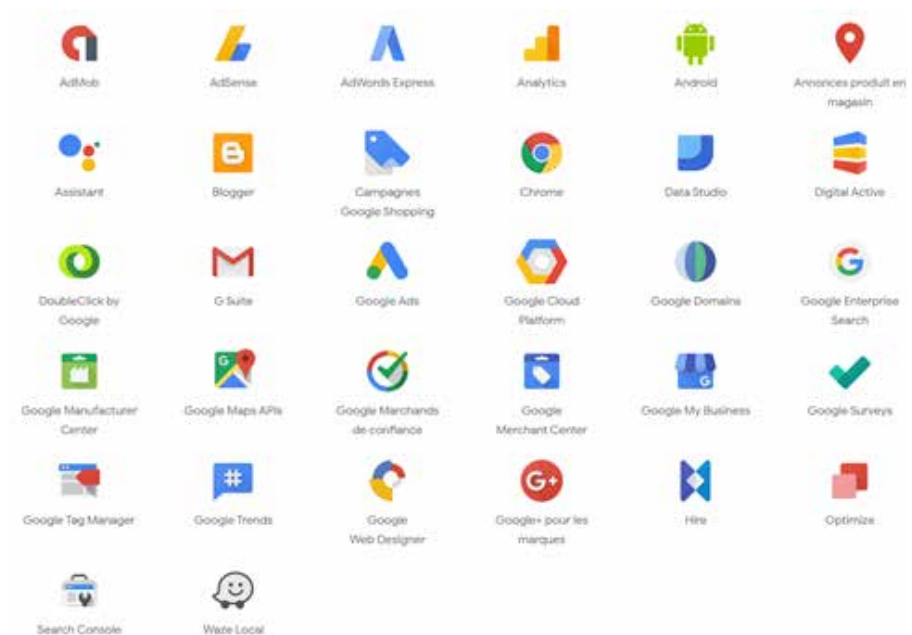 AdMob
AdSense
AdWords Express
Analytics
Android
Annonces produit en
magasin
Assistant
Blogger
Campagnes
Google Shopping
Chrome
Data Studio
Digital Active
DoubleClick by
Google
G Suite
Google Ads
Google Cloud
Platform
Google Domains
G
Google Enterprise
Search
Google Manufacturer
Center
G
Google Maps APIs
Google Marchands
de confiance
Google
Merchant Center
G
Google My Business
Google Surveys
Google Tag Manager
#
Google Trends
Google
Web Designer
G+
Google+ pour les
marques
Hire
Optimize
Search Console
Waze Local